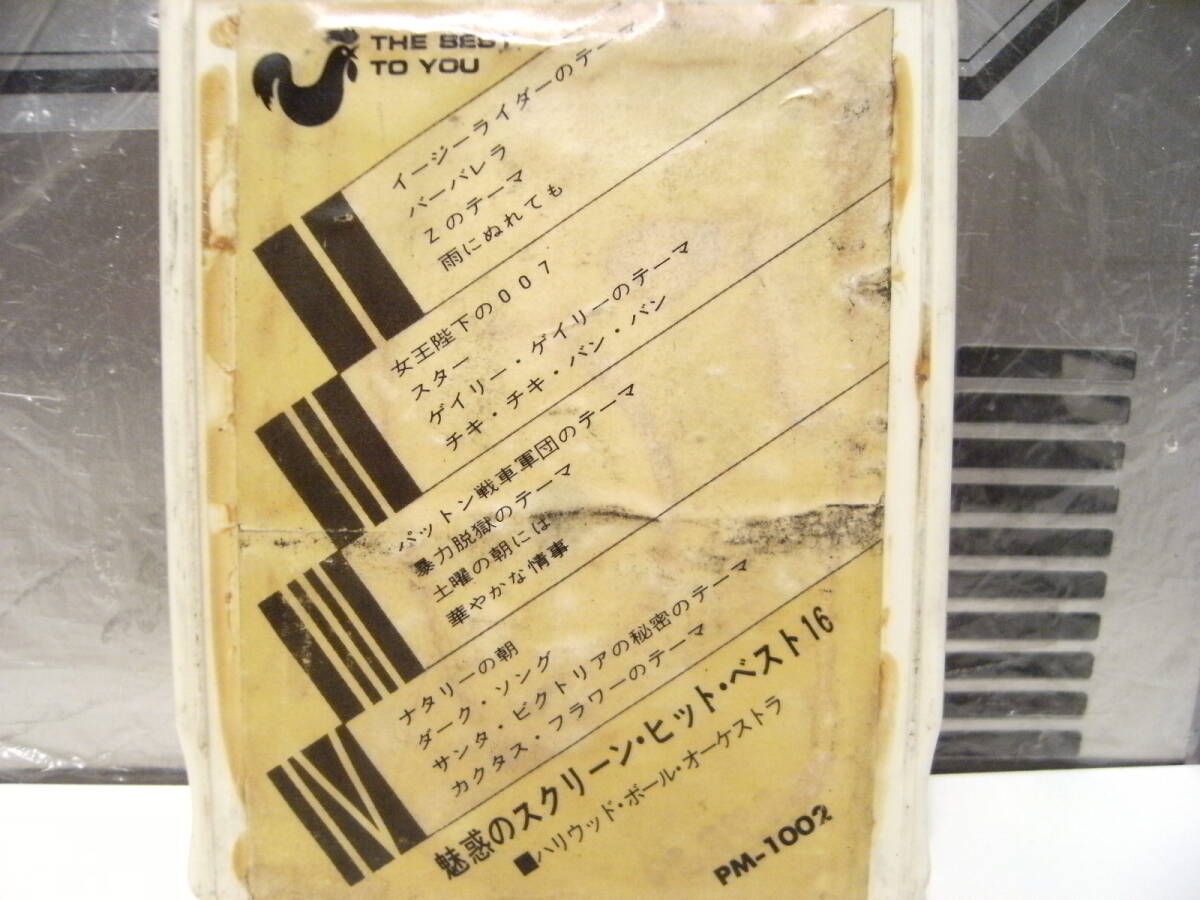 THE BEST
TO YOU
I
イージーライダーのテーマ
バーバレラ
Zのテーマ
雨にぬれても
II
女王陛下の007
スター
ゲイリー・ゲイリーのテーマ
チキ・チキ・バン・バン
III
パットン戦車軍団のテーマ
暴力脱獄のテーマ
土曜の朝には
華やかな情事
IV
ナタリーの朝
ダーク・ソング
サンタ・ビクトリアの秘密のテーマ
カクタス・フラワーのテーマ
魅惑のスクリーン・ヒット・ベスト16
■ハリウッド・ボール・オーケストラ
PM-1002